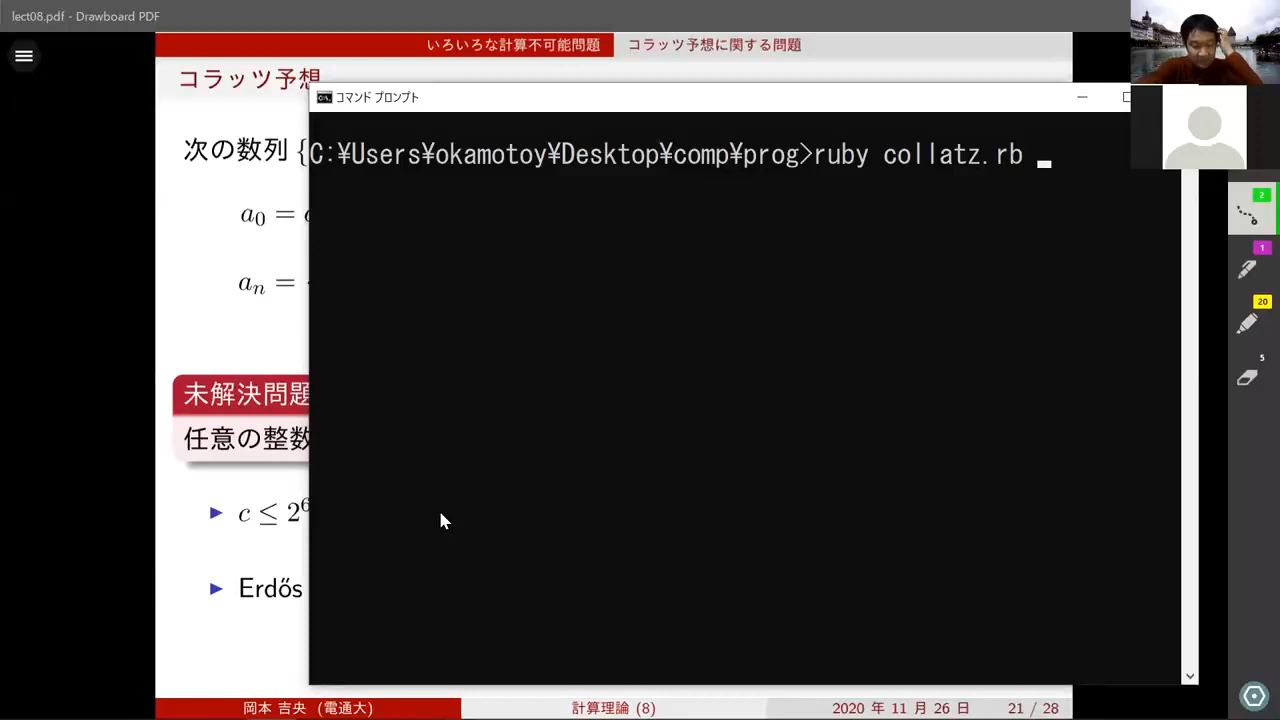 lect08.pdf - Drawboard PDF
いろいろな計算不可能問題 コラッツ予想に関する問題
コラッツ予想
コマンド プロンプト
次の数列 {
C:¥Users¥okamotoy¥Desktop¥comp¥prog>ruby collatz.rb
a0 =
an =
未解決問題
任意の整数
▶ c ≤ 2^6
▶ Erdős
岡本 吉央 (電通大) 計算理論 (8) 2020 年 11 月 26 日 21 / 28
2
1
20
5